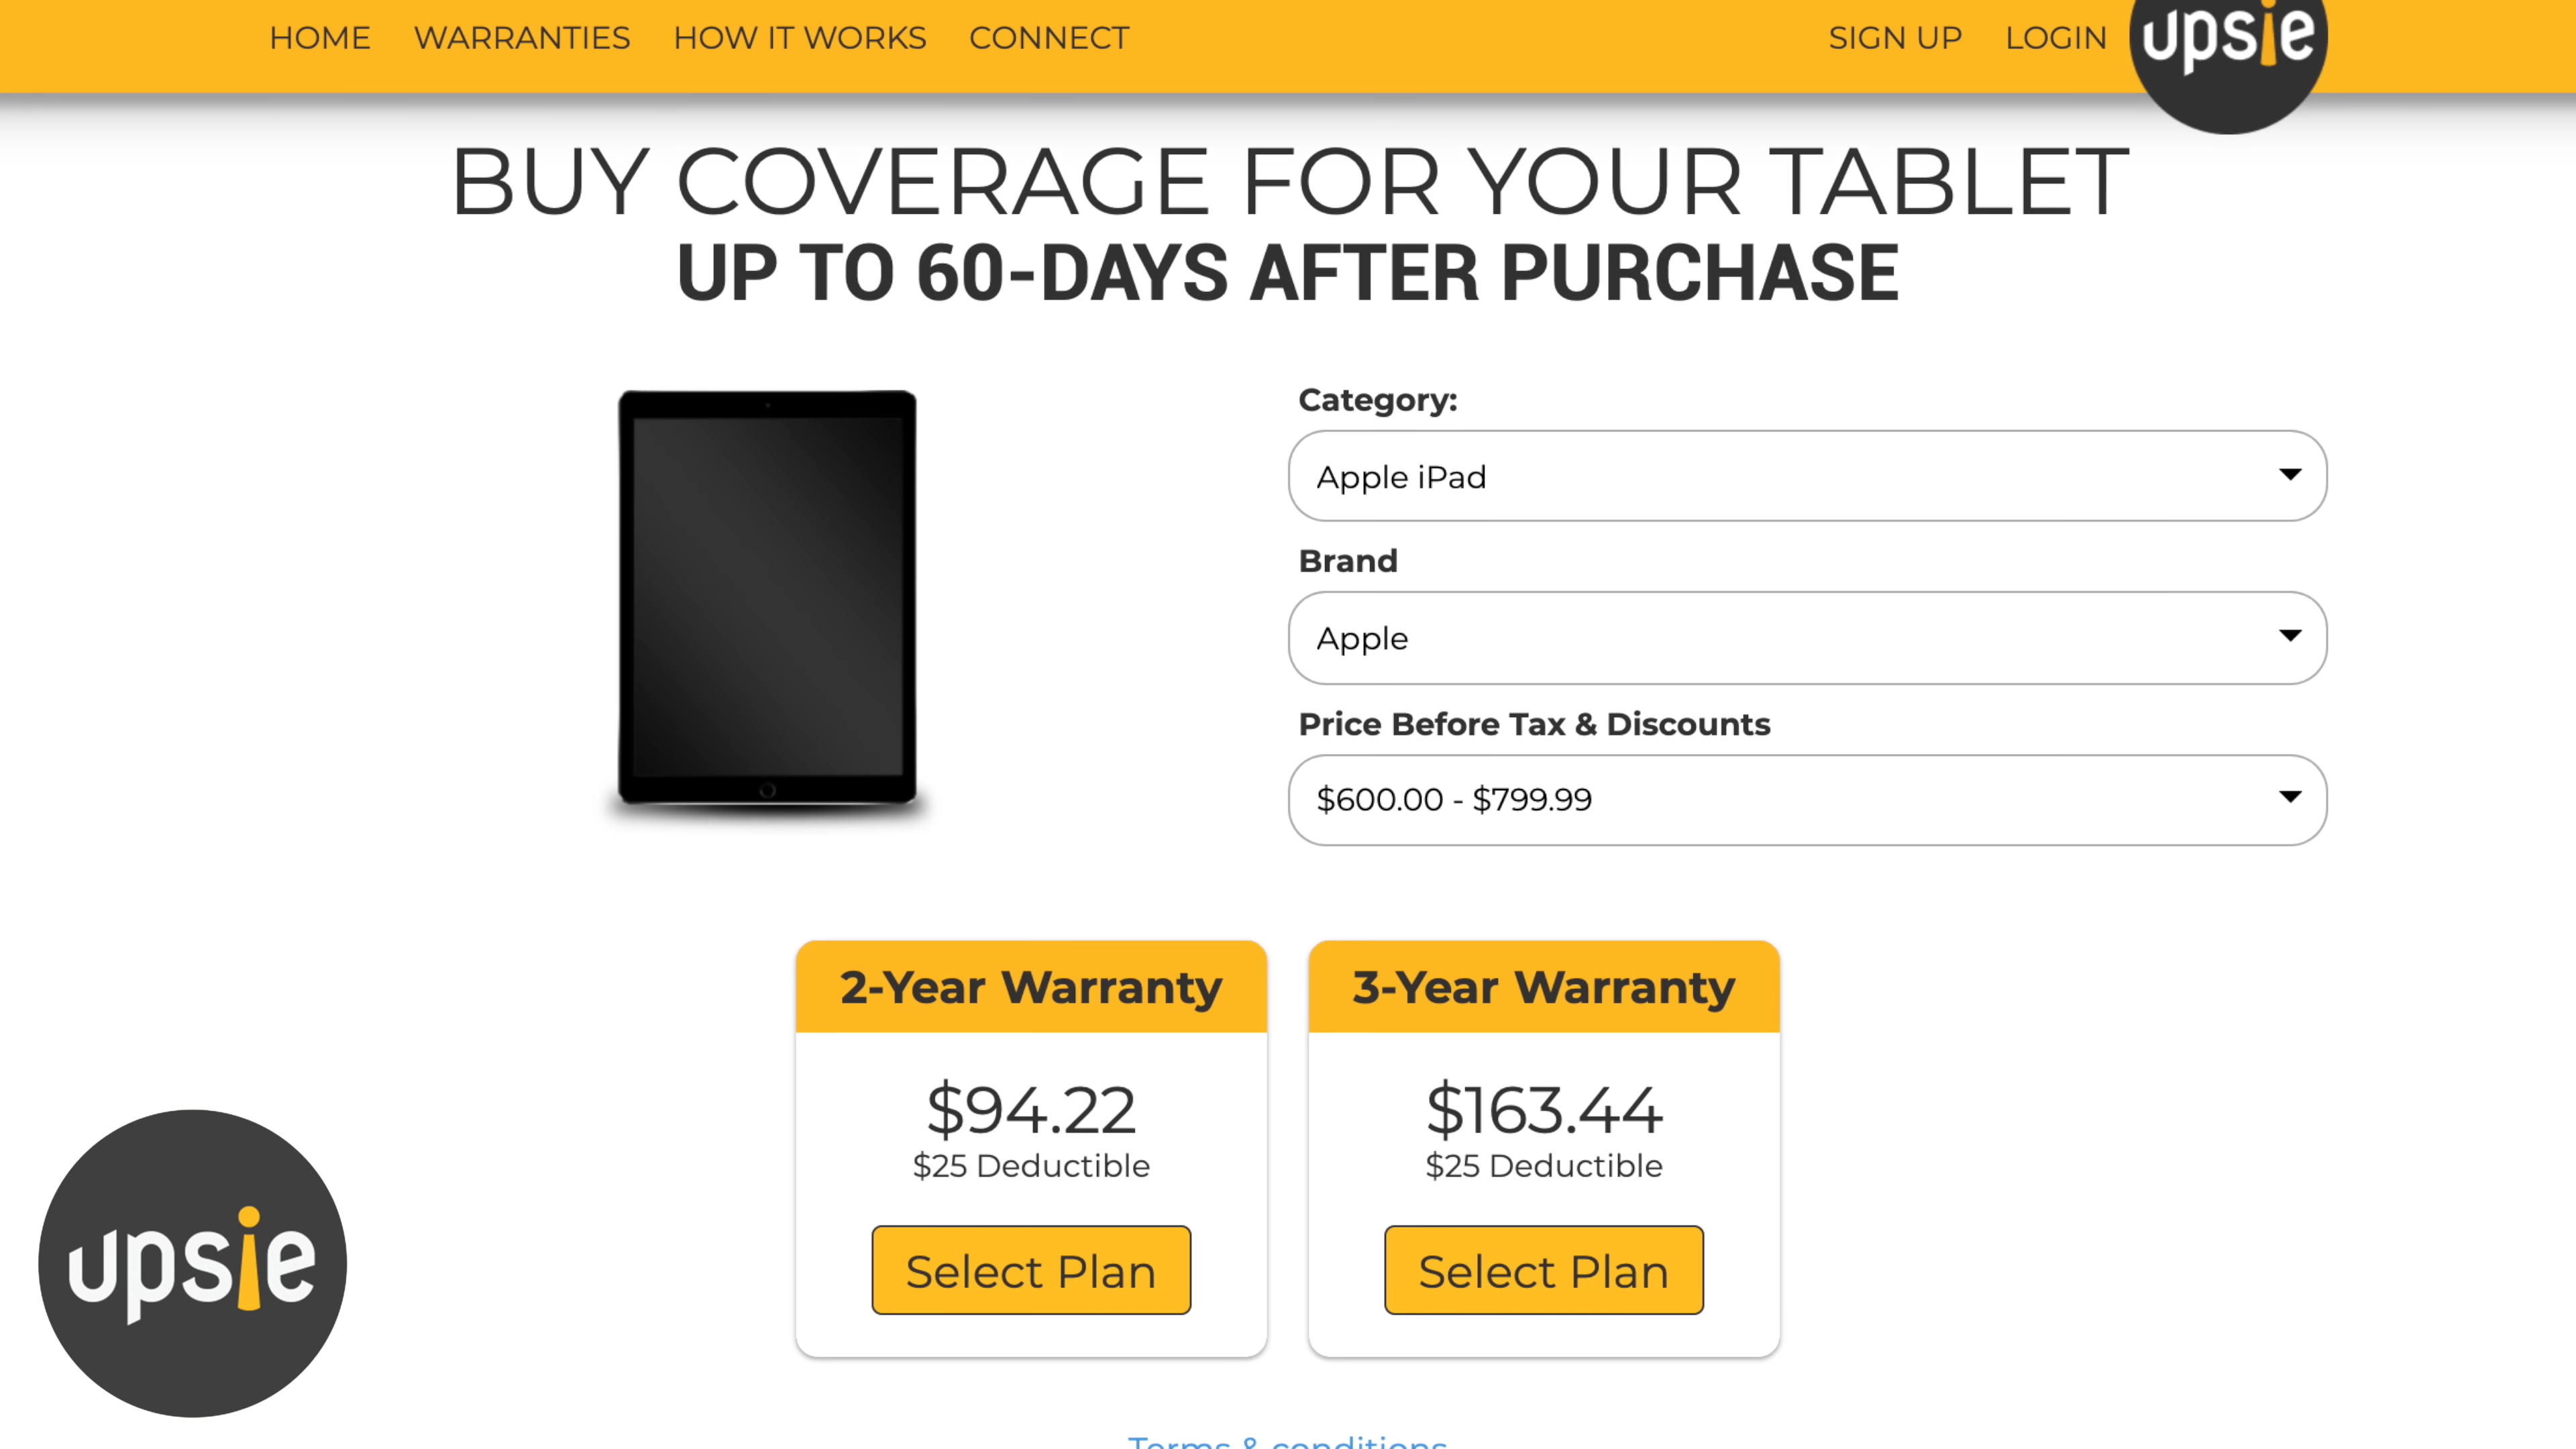 HOME WARRANTIES HOW IT WORKS CONNECT SIGN UP LOGIN upsie
BUY COVERAGE FOR YOUR TABLET
UP TO 60-DAYS AFTER PURCHASE
Category:
Apple iPad
Brand
Apple
Price Before Tax & Discounts
$600.00 - $799.99
2-Year Warranty
$94.22
$25 Deductible
Select Plan
3-Year Warranty
$163.44
$25 Deductible
Select Plan
upsie
Terms & conditions